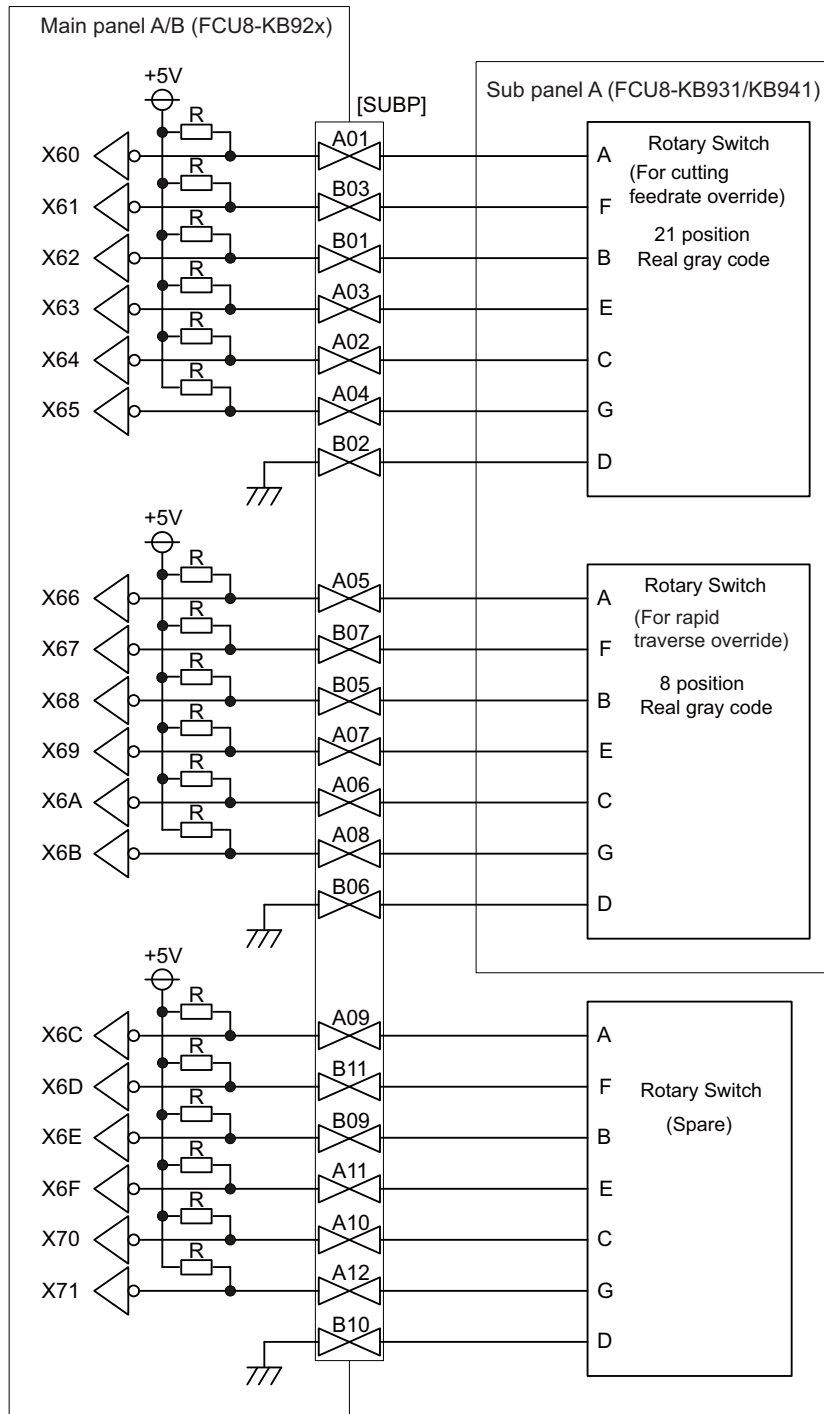 Main panel A/B (FCU8-KB92x)
Sub panel A (FCU8-KB931/KB941)
[SUBP]
+5V
X60 R A01 A
X61 R B03 F
X62 R B01 B
X63 R A03 E
X64 R A02 C
X65 R A04 G
B02 D
Rotary Switch
(For cutting
feedrate override)
21 position
Real gray code
+5V
X66 R A05 A
X67 R B07 F
X68 R B05 B
X69 R A07 E
X6A R A06 C
X6B R A08 G
B06 D
Rotary Switch
(For rapid
traverse override)
8 position
Real gray code
+5V
X6C R A09 A
X6D R B11 F
X6E R B09 B
X6F R A11 E
X70 R A10 C
X71 R A12 G
B10 D
Rotary Switch
(Spare)